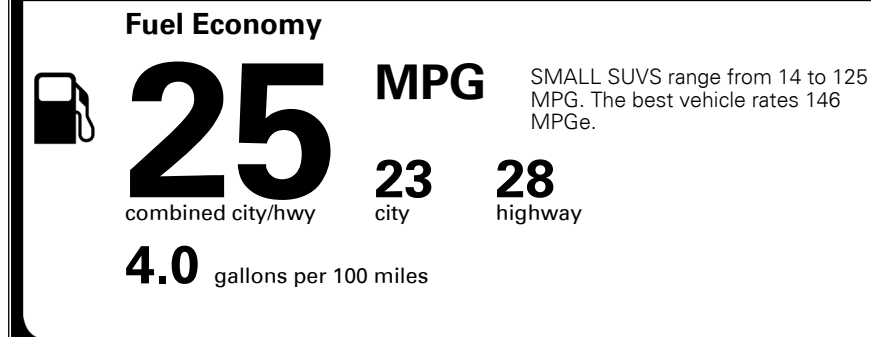 Fuel Economy
25
MPG
SMALL SUVS range from 14 to 125
MPG. The best vehicle rates 146
MPGe.
combined city/hwy
23
city
28
highway
4.0 gallons per 100 miles